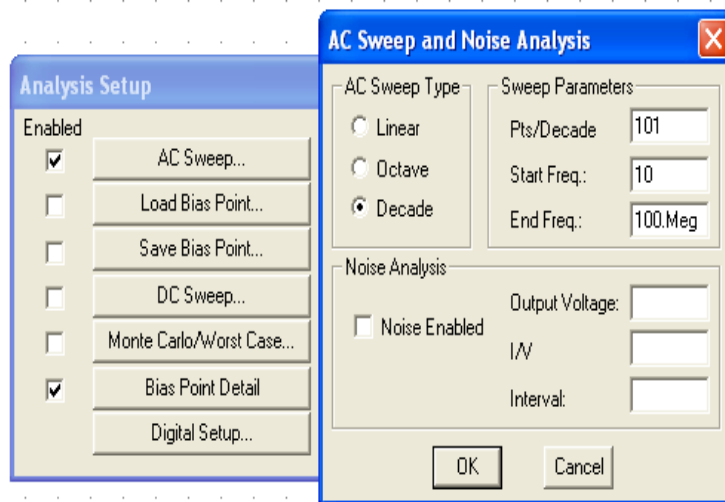 Analysis Setup
Enabled
AC Sweep...
Load Bias Point...
Save Bias Point...
DC Sweep...
Monte Carlo/Worst Case...
Bias Point Detail
Digital Setup...
AC Sweep and Noise Analysis
AC Sweep Type
Linear
Octave
Decade
Sweep Parameters
Pts/Decade 101
Start Freq.: 10
End Freq.: 100.Meg
Noise Analysis
Noise Enabled
Output Voltage:
I/V
Interval:
OK Cancel